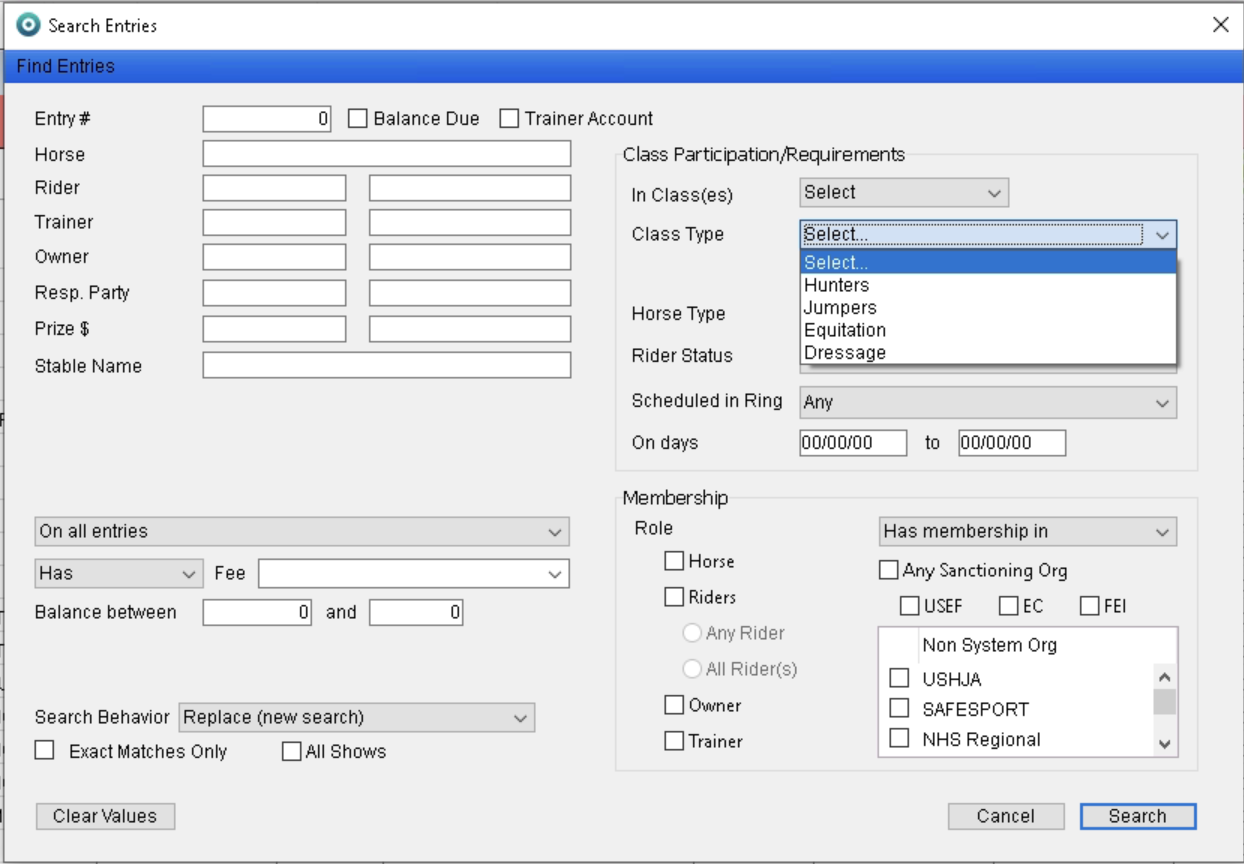 Search Entries
Find Entries
Entry # 0 Balance Due Trainer Account
Horse
Rider
Trainer
Owner
Resp. Party
Prize $
Stable Name
Class Participation/Requirements
In Class(es) Select
Class Type Select...
Select...
Hunters
Jumpers
Equitation
Dressage
Horse Type
Rider Status
Scheduled in Ring Any
On days 00/00/00 to 00/00/00
On all entries
Has Fee
Balance between 0 and 0
Search Behavior Replace (new search)
Exact Matches Only All Shows
Membership
Role Has membership in
Horse
Riders
Any Rider
All Rider(s)
Owner
Trainer
Any Sanctioning Org
USEF EC FEI
Non System Org
USHJA
SAFESPORT
NHS Regional
Clear Values Cancel Search